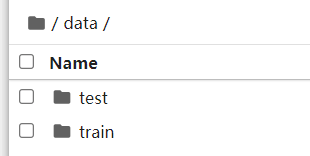 / data /
Name
test
train